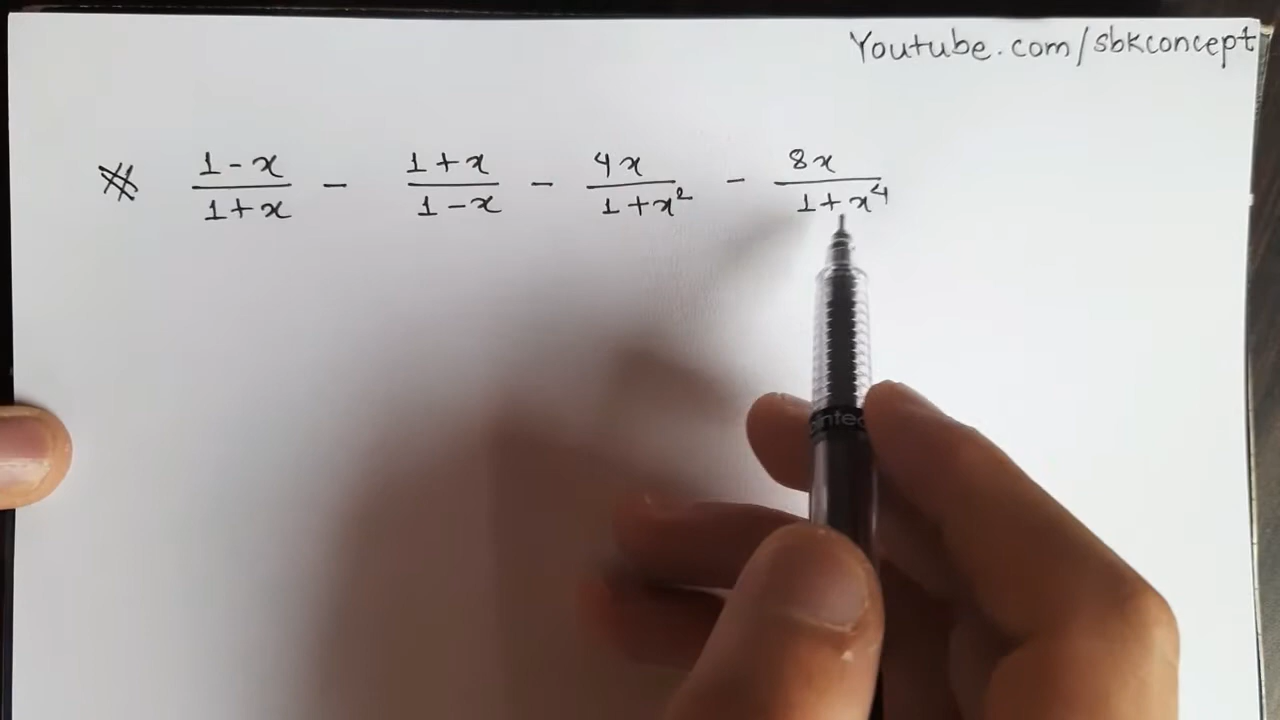 Youtube.com/sbkconcept
※ (1-x)/(1+x) - (1+x)/(1-x) - 4x/(1+x²) - 8x/(1+x⁴)